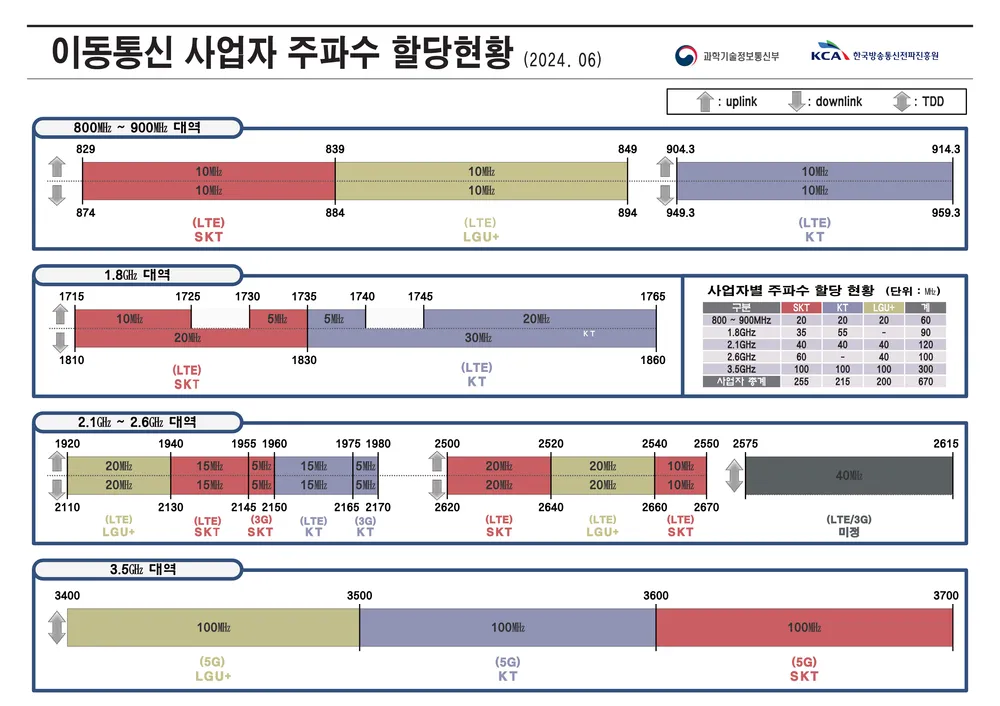 이동통신 사업자 주파수 할당현황 (2024. 06)
과학기술정보통신부
KCA 한국방송통신전파진흥원
: uplink : downlink : TDD
800㎒ ~ 900㎒ 대역
829 839 849 904.3 914.3
10㎒ 10㎒ 10㎒
10㎒ 10㎒ 10㎒
874 884 894 949.3 959.3
(LTE) (LTE) (LTE)
SKT LGU+ KT
1.8㎓ 대역
1715 1725 1730 1735 1740 1745 1765
10㎒ 5㎒ 5㎒ 20㎒
20㎒ 30㎒ KT
1810 1830 1860
(LTE) (LTE)
SKT KT
사업자별 주파수 할당 현황 (단위 : ㎒)
구분 SKT KT LGU+ 계
800 ~ 900MHz 20 20 20 60
1.8GHz 35 55 - 90
2.1GHz 40 40 40 120
2.6GHz 60 - 40 100
3.5GHz 100 100 100 300
사업자 총계 255 215 200 670
2.1㎓ ~ 2.6㎓ 대역
1920 1940 1955 1960 1975 1980 2500 2520 2540 2550 2575 2615
20㎒ 15㎒ 5㎒ 15㎒ 5㎒ 20㎒ 20㎒ 10㎒
40㎒
20㎒ 15㎒ 5㎒ 15㎒ 5㎒ 20㎒ 20㎒ 10㎒
2110 2130 2145 2150 2165 2170 2620 2640 2660 2670
(LTE) (LTE) (3G) (LTE) (3G) (LTE) (LTE) (LTE) (LTE/3G)
LGU+ SKT SKT KT KT SKT LGU+ SKT 미정
3.5㎓ 대역
3400 3500 3600 3700
100㎒ 100㎒ 100㎒
(5G) (5G) (5G)
LGU+ KT SKT